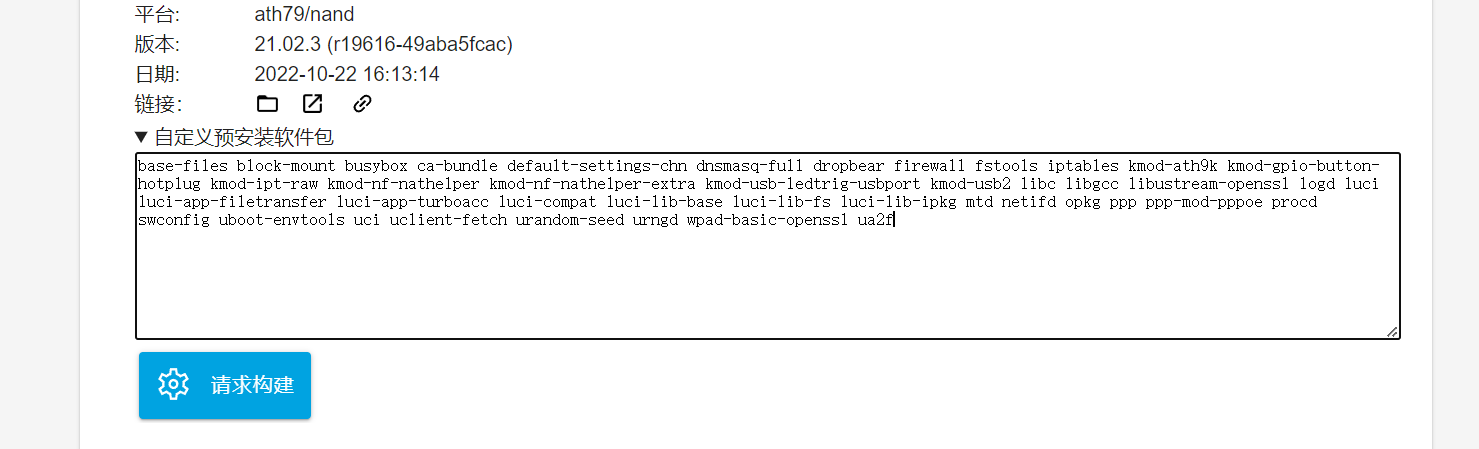 平台: ath79/nand
版本: 21.02.3 (r19616-49aba5fcac)
日期: 2022-10-22 16:13:14
链接:
▼ 自定义预安装软件包
base-files block-mount busybox ca-bundle default-settings-chn dnsmasq-full dropbear firewall fstools iptables kmod-ath9k kmod-gpio-button-
hotplug kmod-ipt-raw kmod-nf-nathelper kmod-nf-nathelper-extra kmod-usb-ledtrig-usbport kmod-usb2 libc libgcc libustream-openssl logd luci
luci-app-filetransfer luci-app-turboacc luci-compat luci-lib-base luci-lib-fs luci-lib-ipkg mtd netifd opkg ppp ppp-mod-pppoe procd
swconfig uboot-envtools uci uclient-fetch urandom-seed urngd wpad-basic-openssl ua2f
请求构建